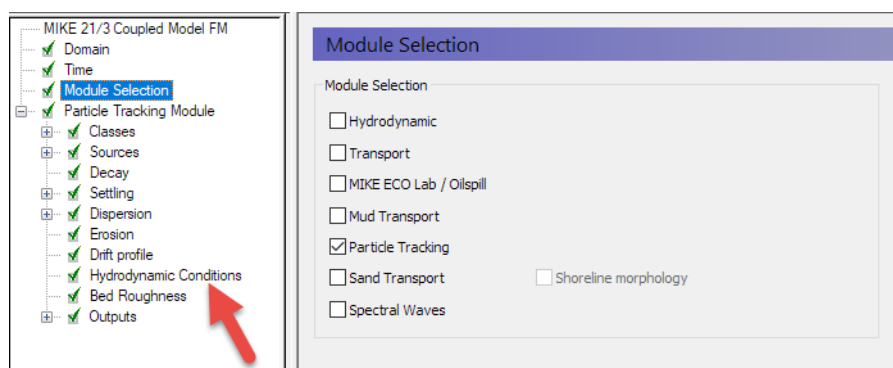 MIKE 21/3 Coupled Model FM
Domain
Time
Module Selection
Particle Tracking Module
Classes
Sources
Decay
Settling
Dispersion
Erosion
Drift profile
Hydrodynamic Conditions
Bed Roughness
Outputs
Module Selection
Module Selection
Hydrodynamic
Transport
MIKE ECO Lab / Oilspill
Mud Transport
Particle Tracking
Sand Transport Shoreline morphology
Spectral Waves